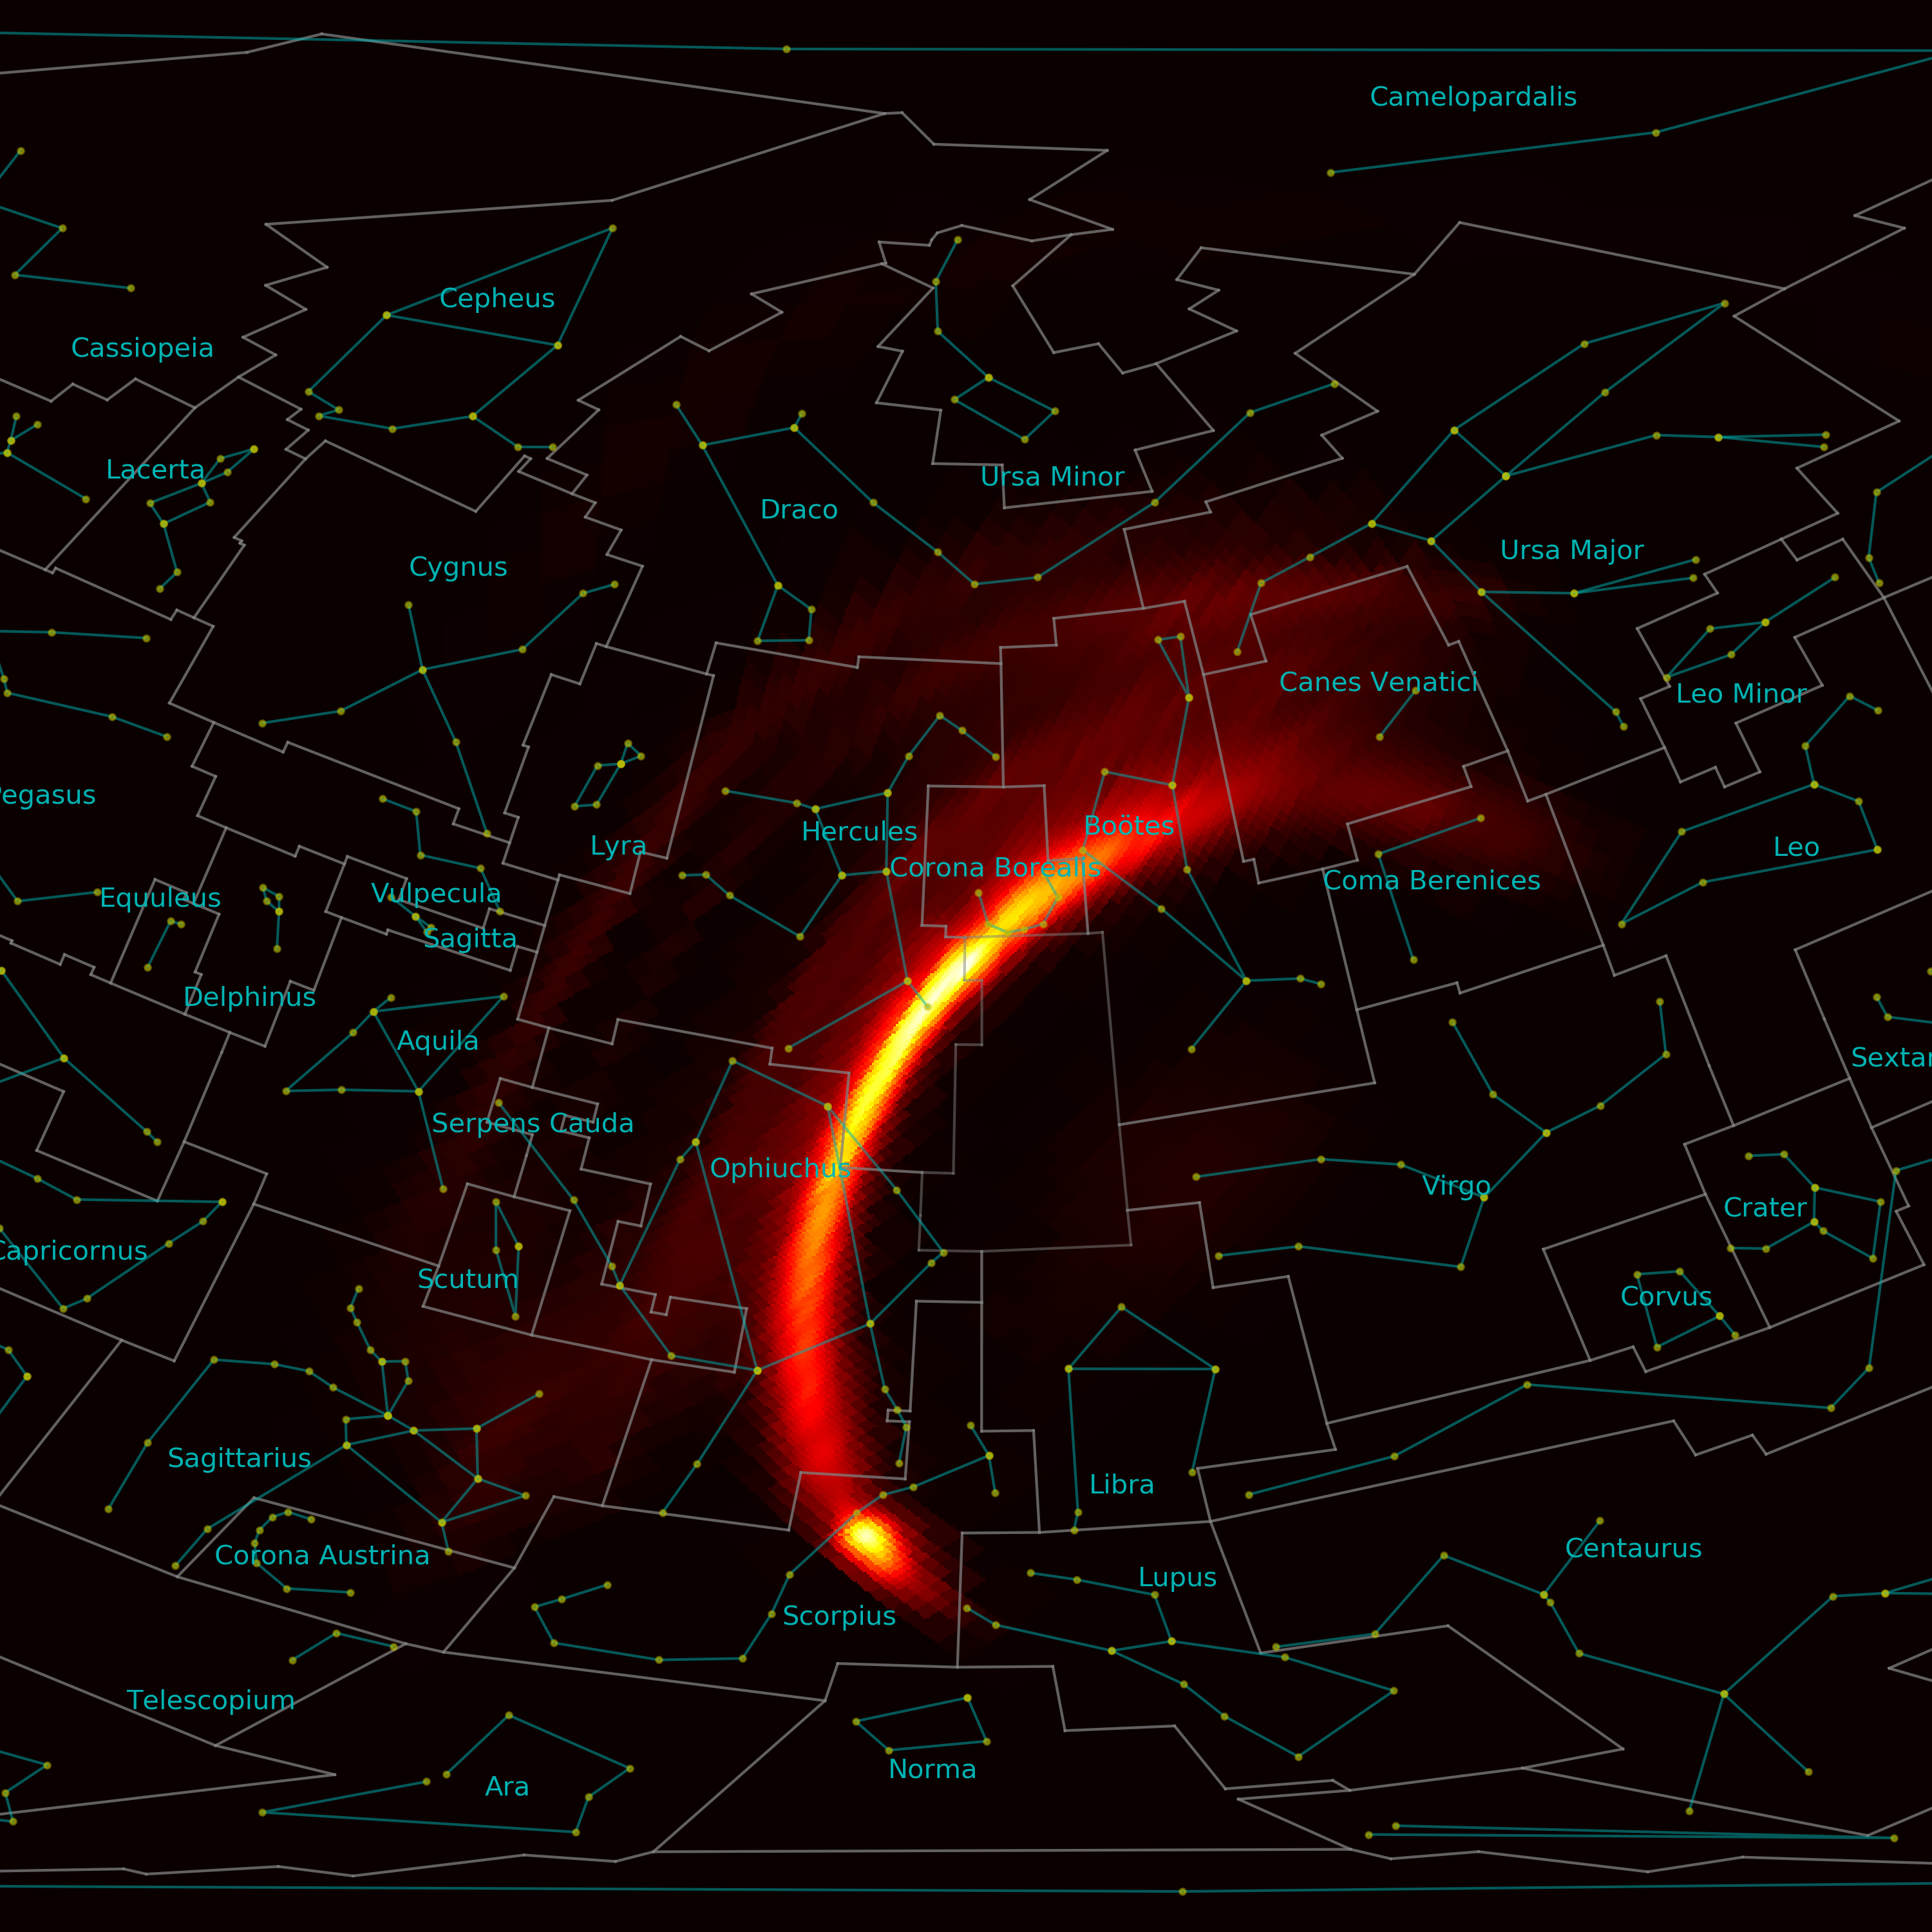 Camelopardalis
Cepheus
Cassiopeia
Lacerta
Ursa Minor
Draco
Ursa Major
Cygnus
Canes Venatici
Leo Minor
egasus
Boötes
Hercules
Lyra
Leo
Corona Borealis
Coma Berenices
Vulpecula
Equuleus
Sagitta
Delphinus
Aquila
Sextar
Serpens Cauda
Ophiuchus
Virgo
Crater
Capricornus
Scutum
Corvus
Sagittarius
Libra
Corona Austrina
Centaurus
Lupus
Scorpius
Telescopium
Norma
Ara